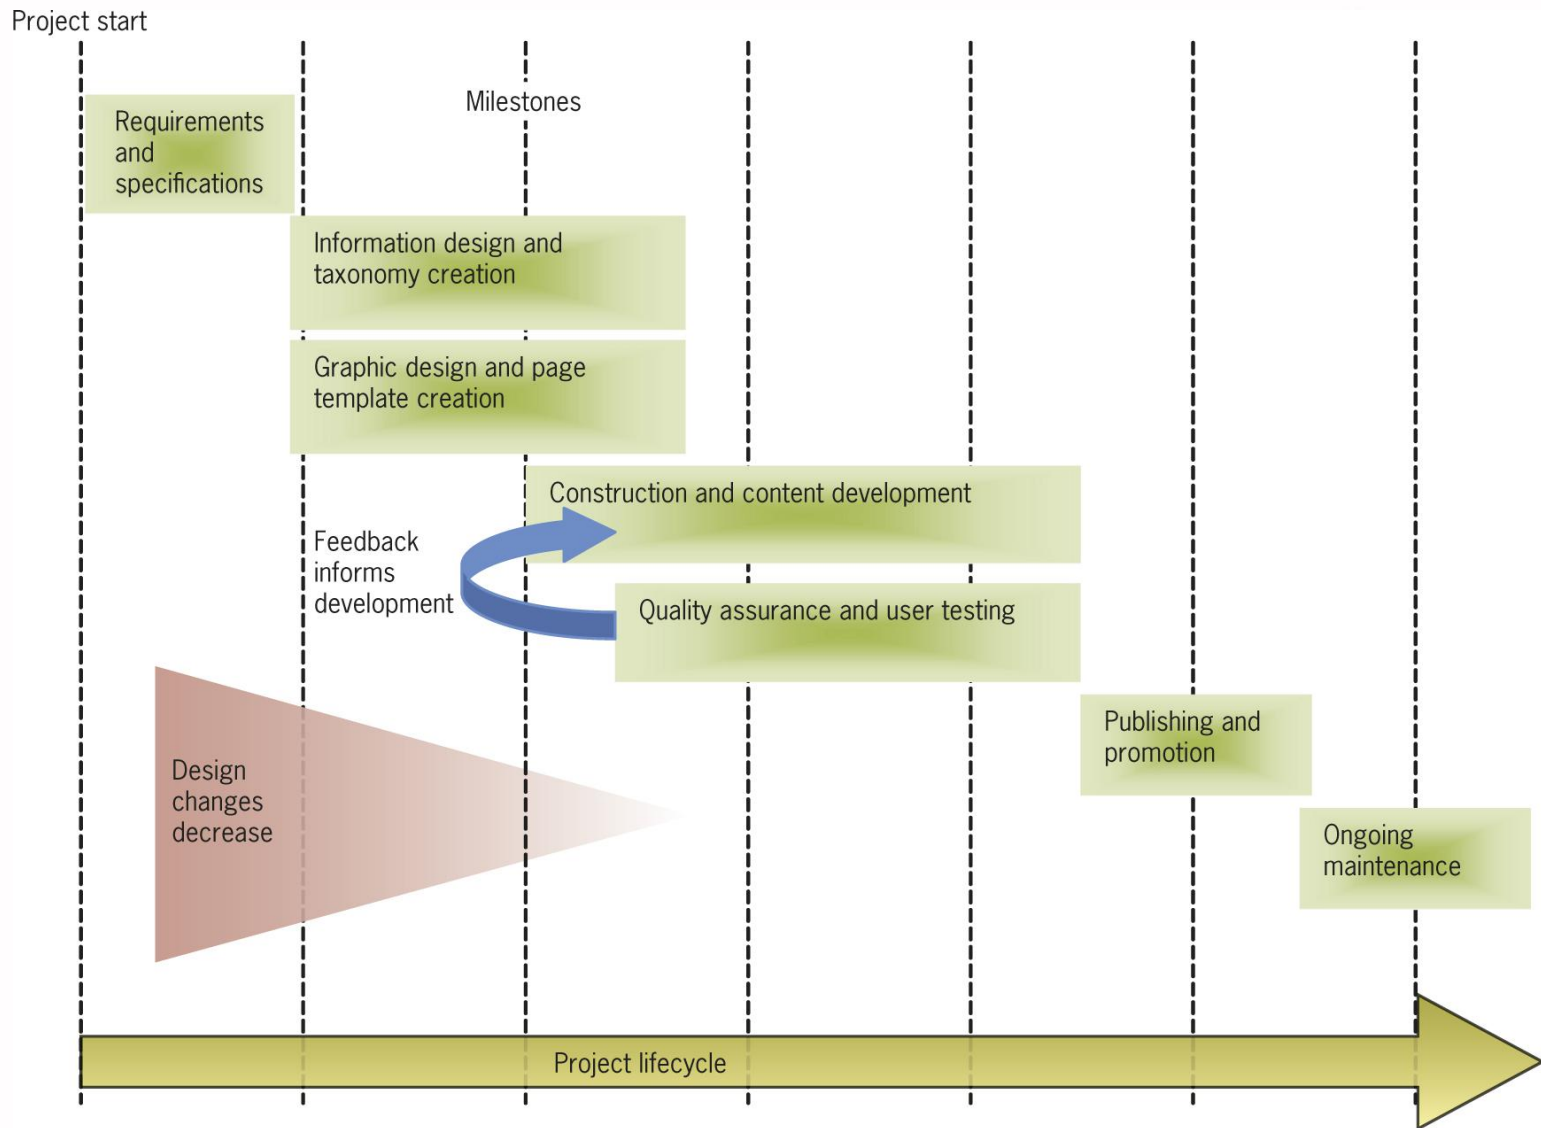 Project start
Milestones
Requirements
and
specifications
Information design and
taxonomy creation
Graphic design and page
template creation
Construction and content development
Feedback
informs
development
Quality assurance and user testing
Publishing and
promotion
Design
changes
decrease
Ongoing
maintenance
Project lifecycle